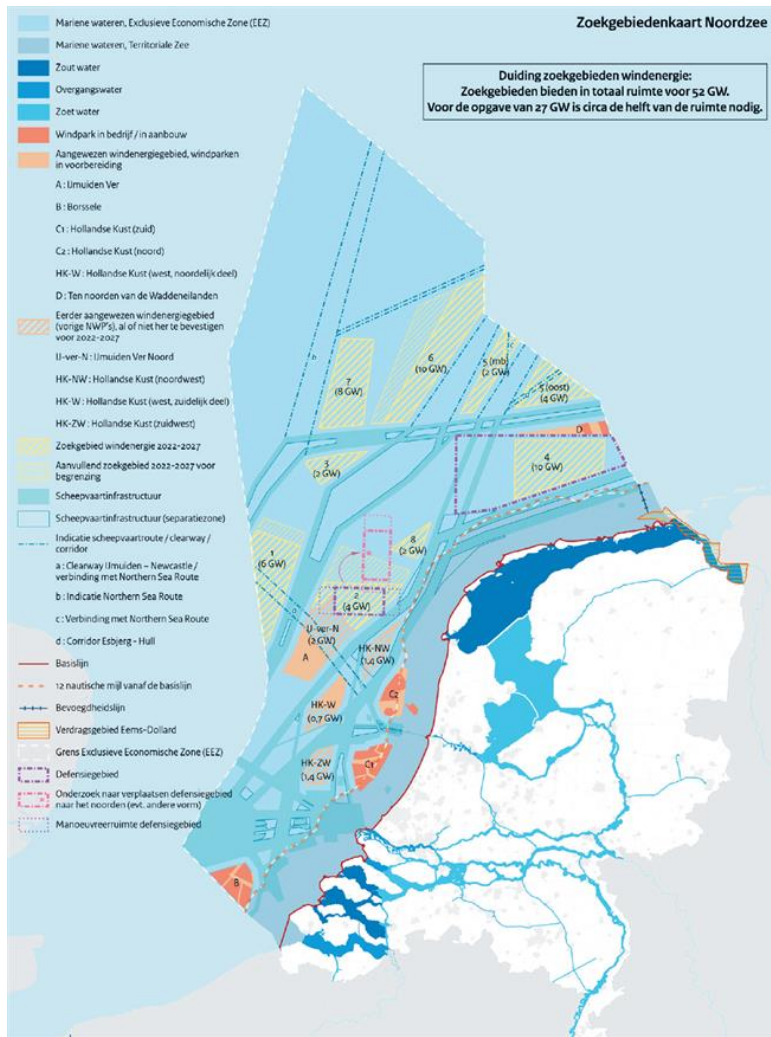 Zoekgebiedenkaart Noordzee
Duiding zoekgebieden windenergie:
Zoekgebieden bieden in totaal ruimte voor 52 GW.
Voor de opgave van 27 GW is circa de helft van de ruimte nodig.
Mariene wateren, Exclusieve Economische Zone (EEZ)
Mariene wateren, Territoriale Zee
Zout water
Overgangswater
Zoet water
Windpark in bedrijf / in aanbouw
Aangewezen windenergiegebied, windparken
in voorbereiding
A : IJmuiden Ver
B : Borssele
C1 : Hollandse Kust (zuid)
C2 : Hollandse Kust (noord)
HK-W : Hollandse Kust (west, noordelijk deel)
D : Ten noorden van de Waddeneilanden
Eerder aangewezen windenergiegebied
(vorige NWP's), al of niet her te bevestigen
voor 2022-2027
IJ-ver-N : IJmuiden Ver Noord
HK-NW : Hollandse Kust (noordwest)
HK-W : Hollandse Kust (west, zuidelijk deel)
HK-ZW : Hollandse Kust (zuidwest)
Zoekgebied windenergie 2022-2027
Aanvullend zoekgebied 2022-2027 voor
begrenzing
Scheepvaartinfrastructuur
Scheepvaartinfrastructuur (separatiezone)
Indicatie scheepvaartroute / clearway /
corridor
a : Clearway IJmuiden – Newcastle /
verbinding met Northern Sea Route
b : Indicatie Northern Sea Route
c : Verbinding met Northern Sea Route
d : Corridor Esbjerg - Hull
Basislijn
12 nautische mijl vanaf de basislijn
Bevoegdheidslijn
Verdragsgebied Eems-Dollard
Grens Exclusieve Economische Zone (EEZ)
Defensiegebied
Onderzoek naar verplaatsen defensiegebied
naar het noorden (evt. andere vorm)
Manoeuvreerruimte defensiegebied
b
6
(10 GW)
5 (mb)
(2 GW)
5 (oost)
(4 GW)
7
(8 GW)
D
3
(2 GW)
4
(10 GW)
1
(6 GW)
8
(2 GW)
2
(4 GW)
IJ-ver-N
(2 GW)
A
HK-NW
(1,4 GW)
C2
HK-W
(0,7 GW)
HK-ZW
(1,4 GW)
C1
B